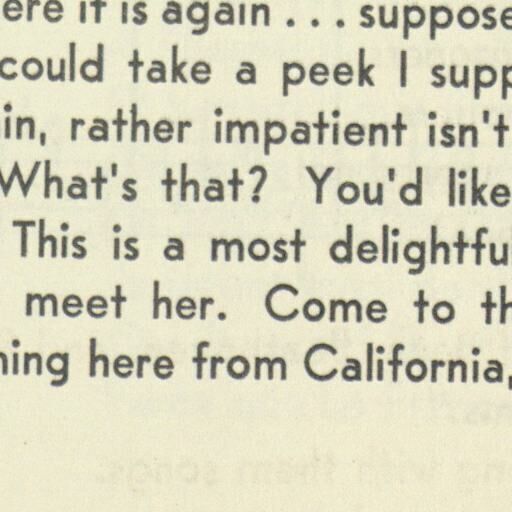 ere it is again . . . suppose
could take a peek I supp
in, rather impatient isn't
What's that? You'd like
This is a most delightfu
meet her. Come to th
ning here from California,